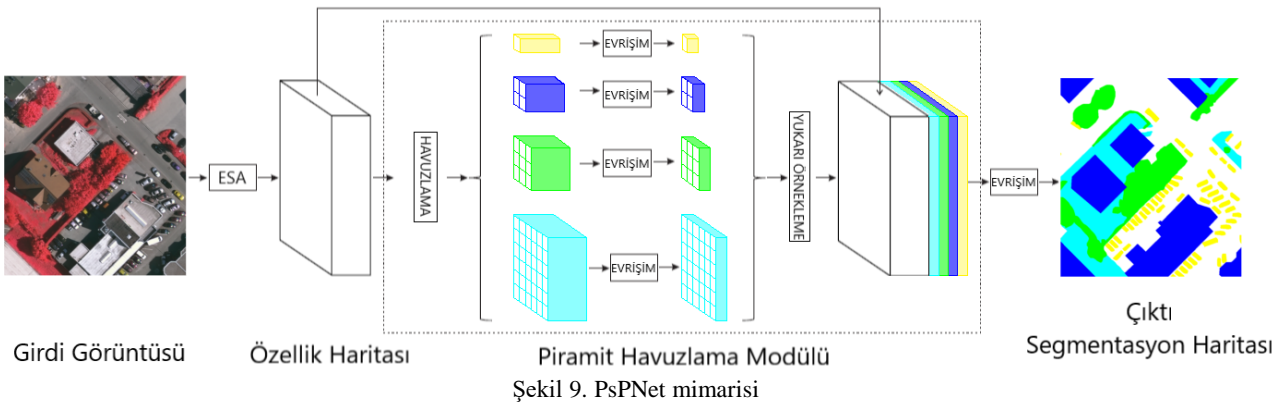 ESA
HAVUZLAMA
EVRİŞİM
EVRİŞİM
EVRİŞİM
EVRİŞİM
YUKARI ÖRNEKLEME
EVRİŞİM
Girdi Görüntüsü
Özellik Haritası
Piramit Havuzlama Modülü
Çıktı
Segmentasyon Haritası
Şekil 9. PsPNet mimarisi